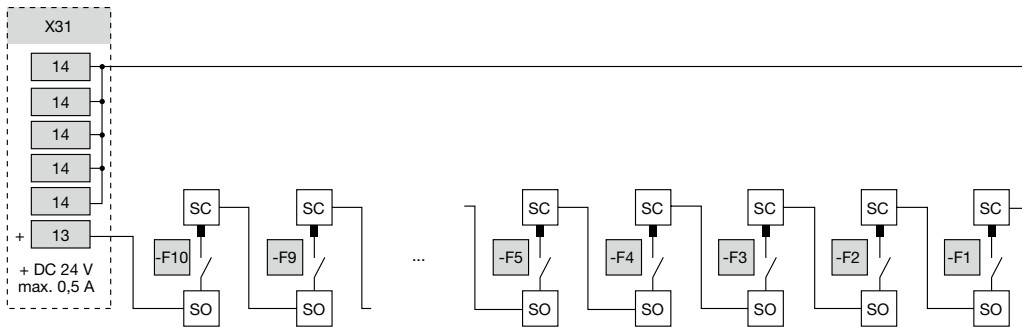 X31
14
14
14
14
14
+ 13
+ DC 24 V
max. 0,5 A
SC SC SC SC SC SC SC
-F10 -F9 ... -F5 -F4 -F3 -F2 -F1
SO SO SO SO SO SO SO